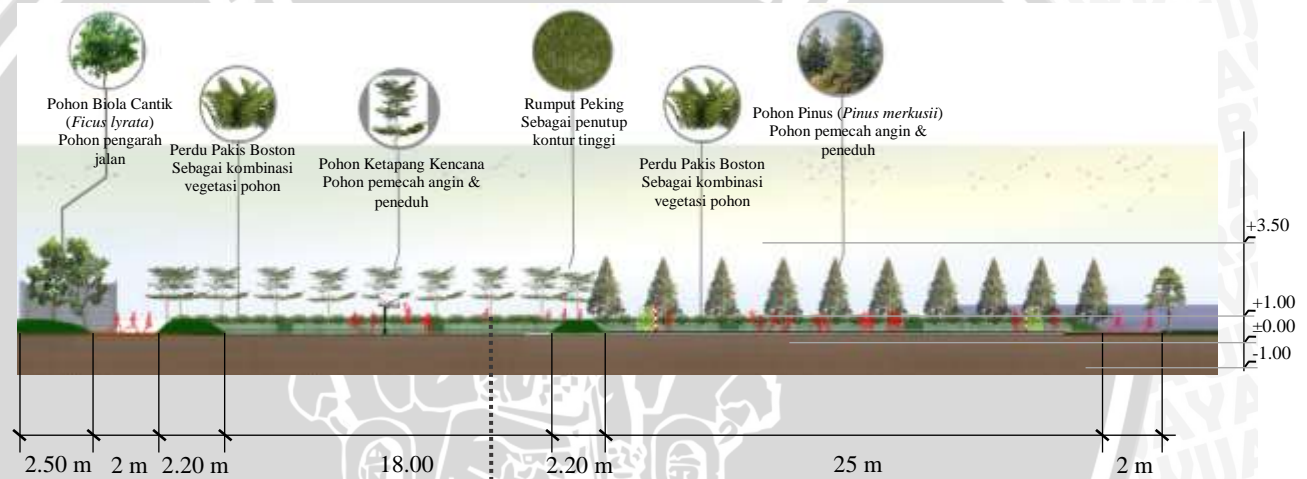 Pohon Biola Cantik
(Ficus lyrata)
Pohon pengarah
jalan
Perdu Pakis Boston
Sebagai kombinasi
vegetasi pohon
Pohon Ketapang Kencana
Pohon pemecah angin &
peneduh
Rumput Peking
Sebagai penutup
kontur tinggi
Perdu Pakis Boston
Sebagai kombinasi
vegetasi pohon
Pohon Pinus (Pinus merkusii)
Pohon pemecah angin &
peneduh
+3.50
+1.00
±0.00
-1.00
2.50 m
2 m
2.20 m
18.00
2.20 m
25 m
2 m